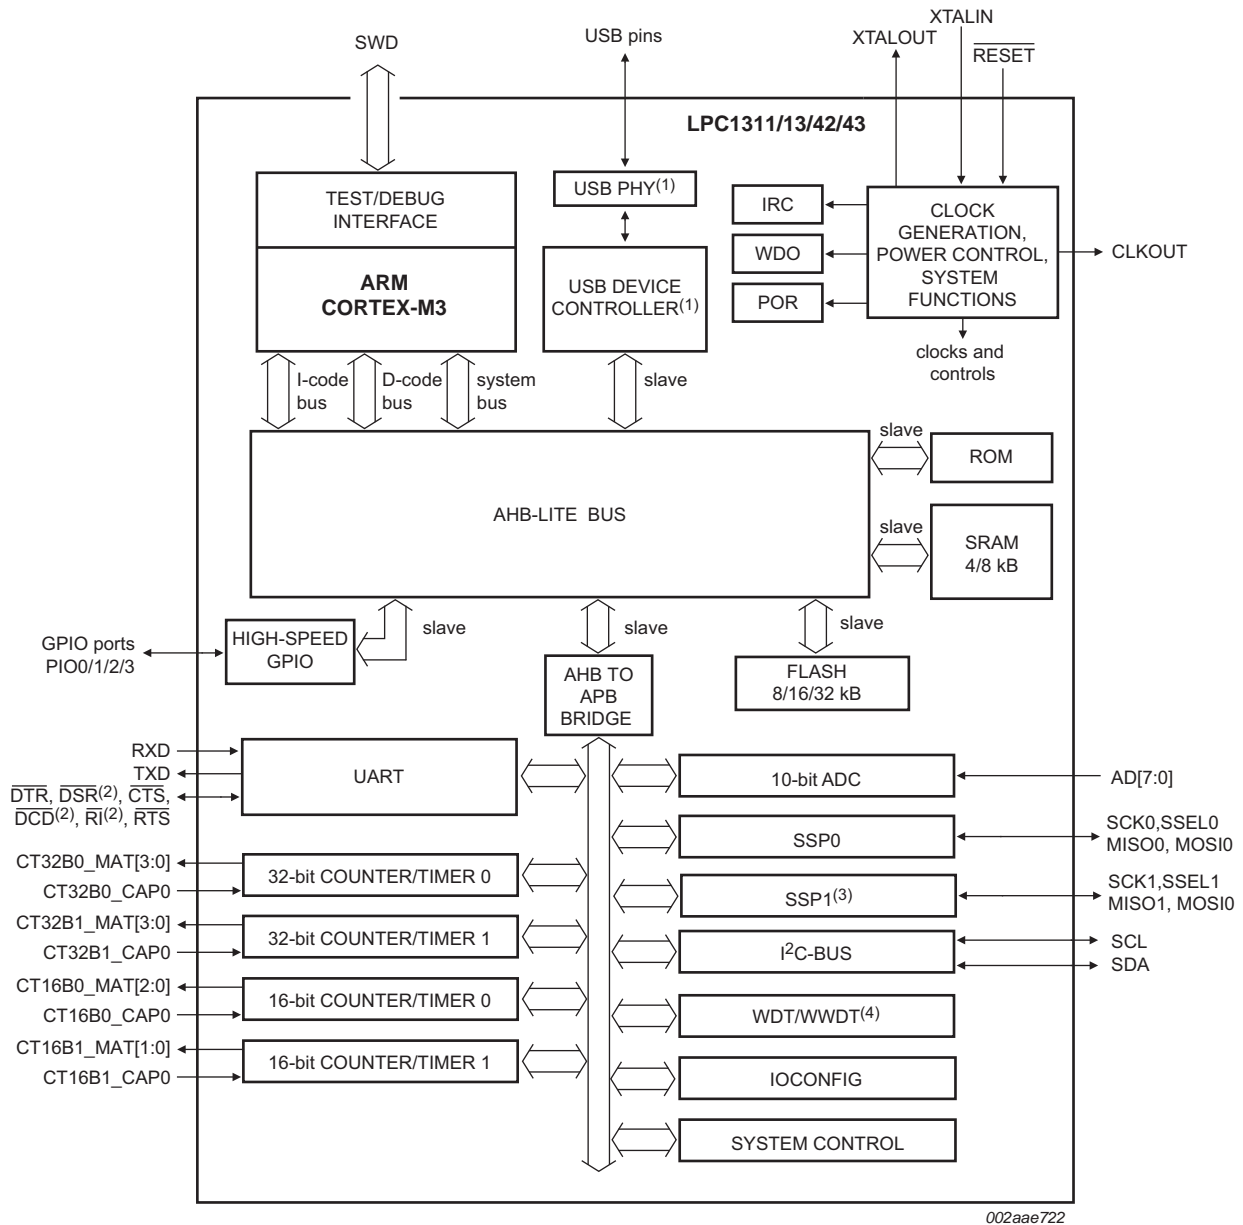 XTALIN
XTALOUT
SWD
USB pins
RESET
LPC1311/13/42/43
TEST/DEBUG
INTERFACE
USB PHY(1)
IRC
CLOCK
GENERATION,
POWER CONTROL,
SYSTEM
FUNCTIONS
WDO
CLKOUT
ARM
CORTEX-M3
USB DEVICE
CONTROLLER(1)
POR
clocks and
controls
I-code
bus
D-code
bus
system
bus
slave
slave
ROM
AHB-LITE BUS
slave
SRAM
4/8 kB
GPIO ports
PIO0/1/2/3
HIGH-SPEED
GPIO
slave
slave
slave
AHB TO
APB
BRIDGE
FLASH
8/16/32 kB
RXD
TXD
DTR, DSR(2), CTS,
DCD(2), RI(2), RTS
UART
10-bit ADC
AD[7:0]
SSP0
SCK0,SSEL0
MISO0, MOSI0
CT32B0_MAT[3:0]
CT32B0_CAP0
32-bit COUNTER/TIMER 0
SSP1(3)
SCK1,SSEL1
MISO1, MOSI0
CT32B1_MAT[3:0]
CT32B1_CAP0
32-bit COUNTER/TIMER 1
I2C-BUS
SCL
SDA
CT16B0_MAT[2:0]
CT16B0_CAP0
16-bit COUNTER/TIMER 0
WDT/WWDT(4)
CT16B1_MAT[1:0]
CT16B1_CAP0
16-bit COUNTER/TIMER 1
IOCONFIG
SYSTEM CONTROL
002aae722